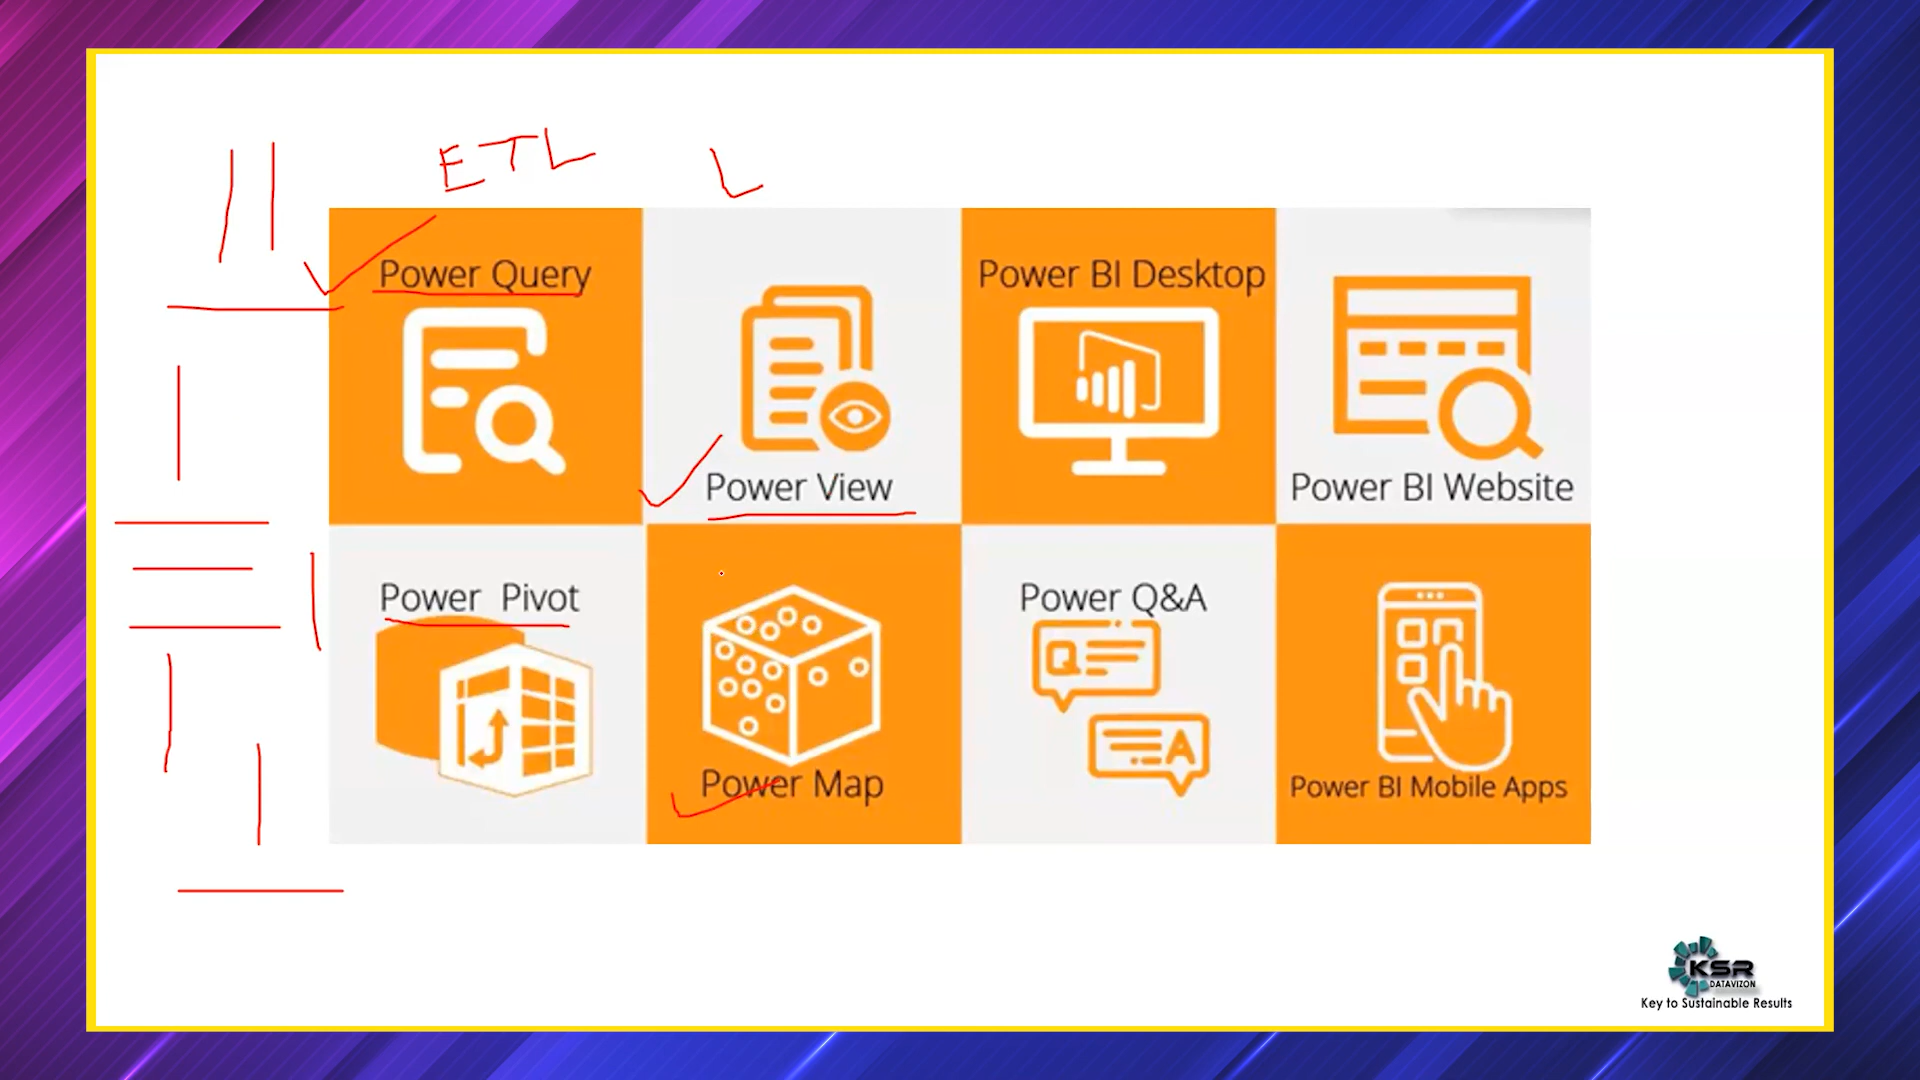 ETL L
Power Query
Power View
Power BI Desktop
Power BI Website
Power Pivot
Power Map
Power Q&A
Q
A
Power BI Mobile Apps
KSR
DATAVIZON
Key to Sustainable Results